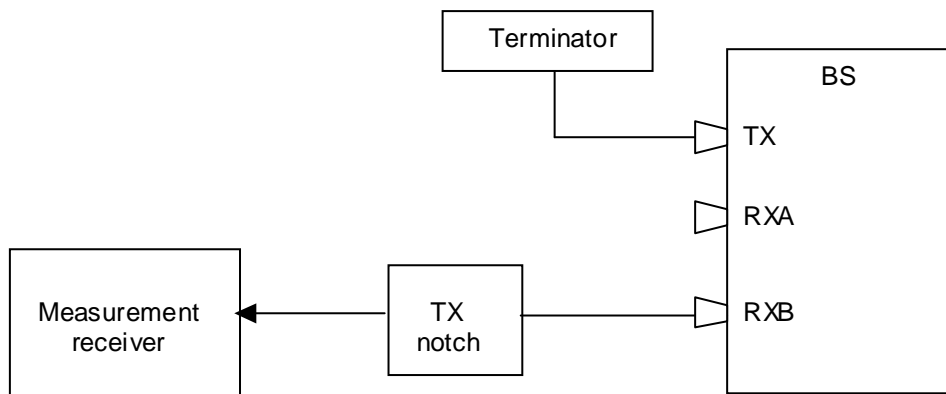 Terminator
BS
TX
RXA
Measurement
receiver
TX
notch
RXB